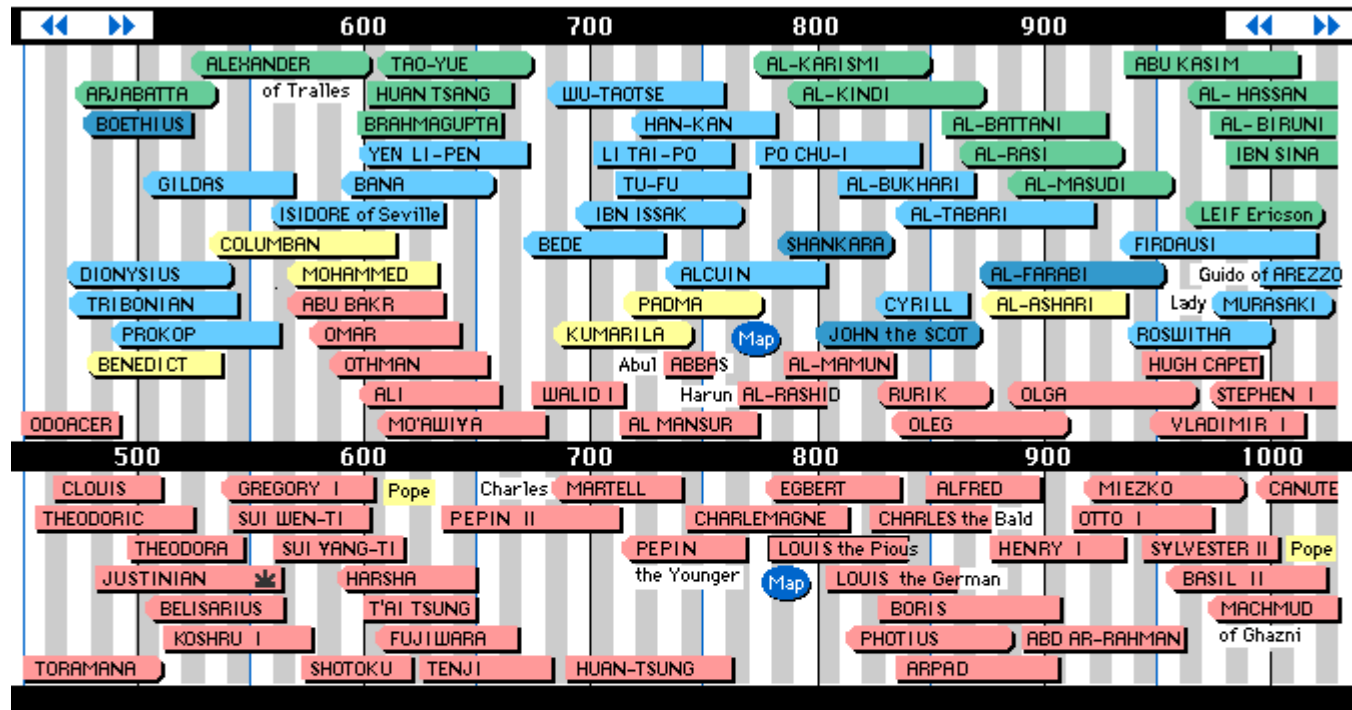 600 700 800 900
ALEXANDER TAO-YUE AL-KARISMI ABU KASIM
of Tralles
ARJABATTA HUAN TSANG WU-TAOTSE AL-KINDI AL-HASSAN
BOETHIUS BRAHMAGUPTA HAN-KAN AL-BATTANI AL-BIRUNI
YEN LI-PEN LI TAI-PO PO CHU-I AL-RASI IBN SINA
GILDAS BANA TU-FU AL-BUKHARI AL-MASUDI
ISIDORE of Seville IBN ISSAK AL-TABARI LEIF Ericson
COLUMBAN BEDE SHANKARA FIRDAUSI
DIONYSIUS MOHAMMED ALCUIN AL-FARABI Guido of AREZZO
TRIBONIAN ABU BAKR PADMA CYRILL AL-ASHARI Lady MURASAKI
PROKOP OMAR KUMARILA Map JOHN the SCOT ROSWITHA
BENEDICT OTHMAN Abul ABBAS AL-MAMUN HUGH CAPET
ALI WALID I Harun AL-RASHID RURIK OLGA STEPHEN I
ODOACER MO'AWIYA AL MANSUR OLEG VLADIMIR I
500 600 700 800 900 1000
CLOUIS GREGORY I Pope Charles MARTELL EGBERT ALFRED MIEZKO CANUTE
THEODORIC SUI WEN-TI PEPIN II CHARLEMAGNE CHARLES the Bald OTTO I
THEODORA SUI YANG-TI PEPIN LOUIS the Pious HENRY I SYLVESTER II Pope
the Younger
JUSTINIAN HARSHA Map LOUIS the German BASIL II
BELISARIUS T'AI TSUNG BORIS MACHMUD
of Ghazni
KOSHRU I FUJIWARA PHOTIUS ABD AR-RAHMAN
TORAMANA SHOTOKU TENJI HUAN-TSUNG ARPAD